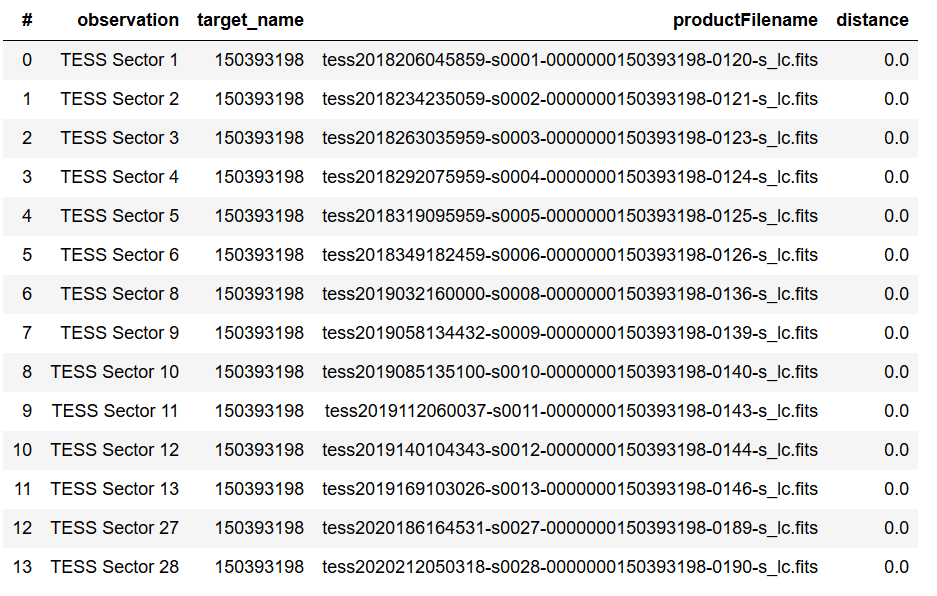 # observation target_name productFilename distance
0 TESS Sector 1 150393198 tess2018206045859-s0001-0000000150393198-0120-s_lc.fits 0.0
1 TESS Sector 2 150393198 tess2018234235059-s0002-0000000150393198-0121-s_lc.fits 0.0
2 TESS Sector 3 150393198 tess2018263035959-s0003-0000000150393198-0123-s_lc.fits 0.0
3 TESS Sector 4 150393198 tess2018292075959-s0004-0000000150393198-0124-s_lc.fits 0.0
4 TESS Sector 5 150393198 tess2018319095959-s0005-0000000150393198-0125-s_lc.fits 0.0
5 TESS Sector 6 150393198 tess2018349182459-s0006-0000000150393198-0126-s_lc.fits 0.0
6 TESS Sector 8 150393198 tess2019032160000-s0008-0000000150393198-0136-s_lc.fits 0.0
7 TESS Sector 9 150393198 tess2019058134432-s0009-0000000150393198-0139-s_lc.fits 0.0
8 TESS Sector 10 150393198 tess2019085135100-s0010-0000000150393198-0140-s_lc.fits 0.0
9 TESS Sector 11 150393198 tess2019112060037-s0011-0000000150393198-0143-s_lc.fits 0.0
10 TESS Sector 12 150393198 tess2019140104343-s0012-0000000150393198-0144-s_lc.fits 0.0
11 TESS Sector 13 150393198 tess2019169103026-s0013-0000000150393198-0146-s_lc.fits 0.0
12 TESS Sector 27 150393198 tess2020186164531-s0027-0000000150393198-0189-s_lc.fits 0.0
13 TESS Sector 28 150393198 tess2020212050318-s0028-0000000150393198-0190-s_lc.fits 0.0